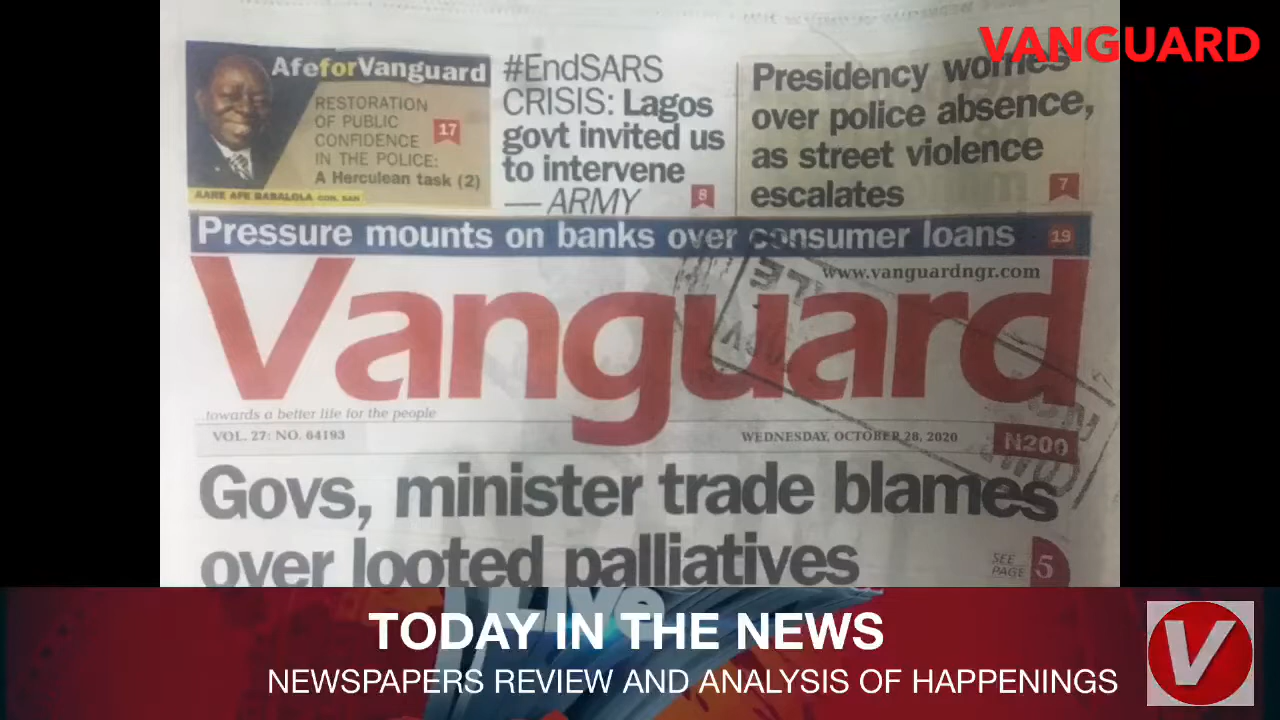 VANGUARD
AfeforVanguard
RESTORATION
OF PUBLIC
CONFIDENCE
IN THE POLICE:
A Herculean task (2)
17
AARE AFE BABALOLA CON, SAN
#EndSARS
CRISIS: Lagos
govt invited us
to intervene
— ARMY
8
Presidency worries
over police absence,
as street violence
escalates
7
Pressure mounts on banks over consumer loans 19
www.vanguardngr.com
Vanguard
...towards a better life for the people
VOL. 27: NO. 64193 WEDNESDAY, OCTOBER 28, 2020 N200
Govs, minister trade blames
over looted palliatives
SEE
PAGE 5
Live
TODAY IN THE NEWS
NEWSPAPERS REVIEW AND ANALYSIS OF HAPPENINGS
V